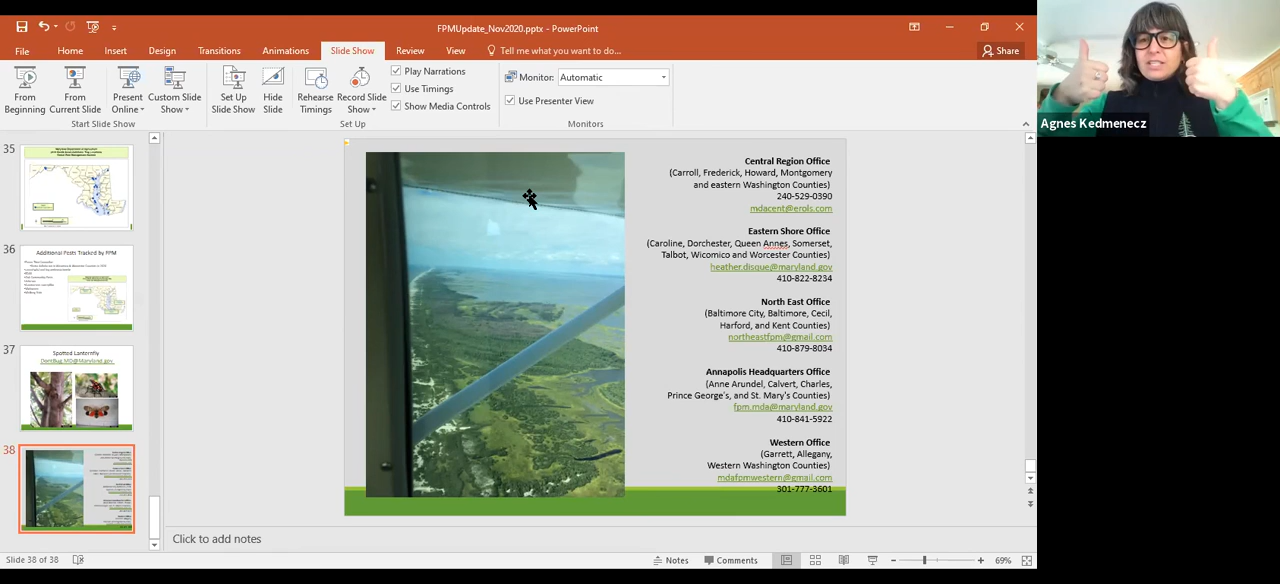 FPMUpdate_Nov2020.pptx - PowerPoint
File Home Insert Design Transitions Animations Slide Show Review View Tell me what you want to do... Share
From Beginning
From Current Slide
Present Online
Custom Slide Show
Start Slide Show
Set Up Slide Show
Hide Slide
Rehearse Timings
Record Slide Show
Play Narrations
Use Timings
Show Media Controls
Set Up
Monitor: Automatic
Use Presenter View
Monitors
Agnes Kedmenecz
35
36
Additional Pests Tracked by FPM
37
Spotted Lanternfly
DontBug.MD@Maryland.gov
38
Central Region Office
(Carroll, Frederick, Howard, Montgomery
and eastern Washington Counties)
240-529-0390
mdacent@erols.com
Eastern Shore Office
(Caroline, Dorchester, Queen Annes, Somerset,
Talbot, Wicomico and Worcester Counties)
heather.disque@maryland.gov
410-822-8234
North East Office
(Baltimore City, Baltimore, Cecil,
Harford, and Kent Counties)
northeastfpm@gmail.com
410-879-8034
Annapolis Headquarters Office
(Anne Arundel, Calvert, Charles,
Prince George's, and St. Mary's Counties)
fpm.mda@maryland.gov
410-841-5922
Western Office
(Garrett, Allegany,
Western Washington Counties)
mdafpmwestern@gmail.com
301-777-3601
Click to add notes
Slide 38 of 38
Notes Comments 69%